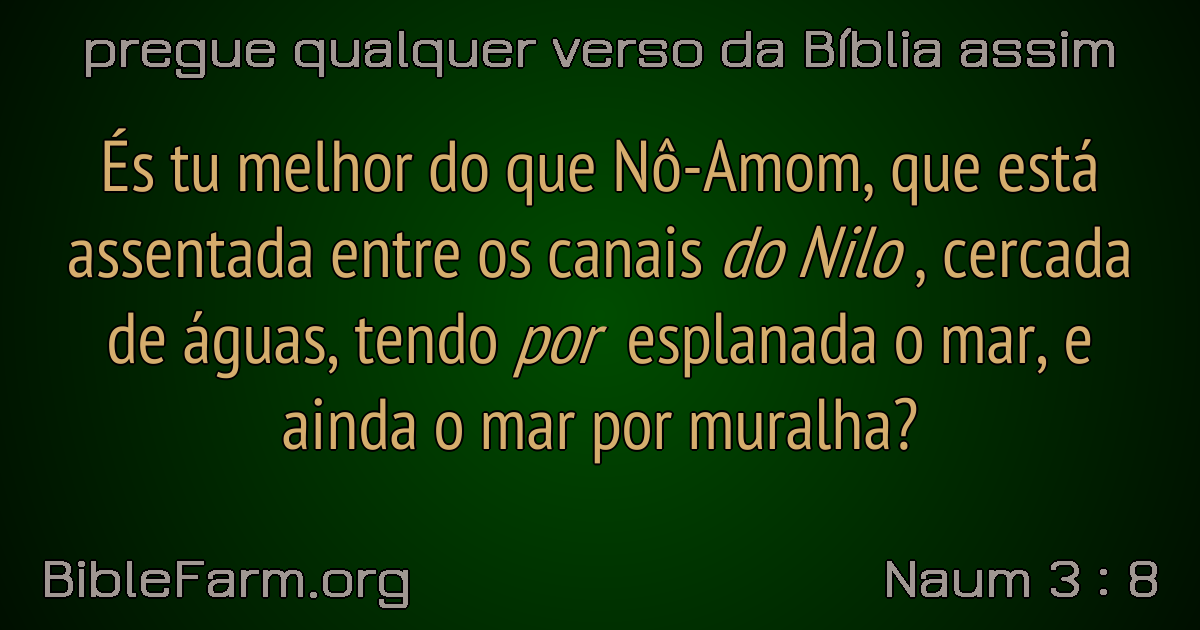 pregue qualquer verso da Bíblia assim
És tu melhor do que Nô-Amom, que está
assentada entre os canais do Nilo , cercada
de águas, tendo por esplanada o mar, e
ainda o mar por muralha?
BibleFarm.org
Naum 3 : 8